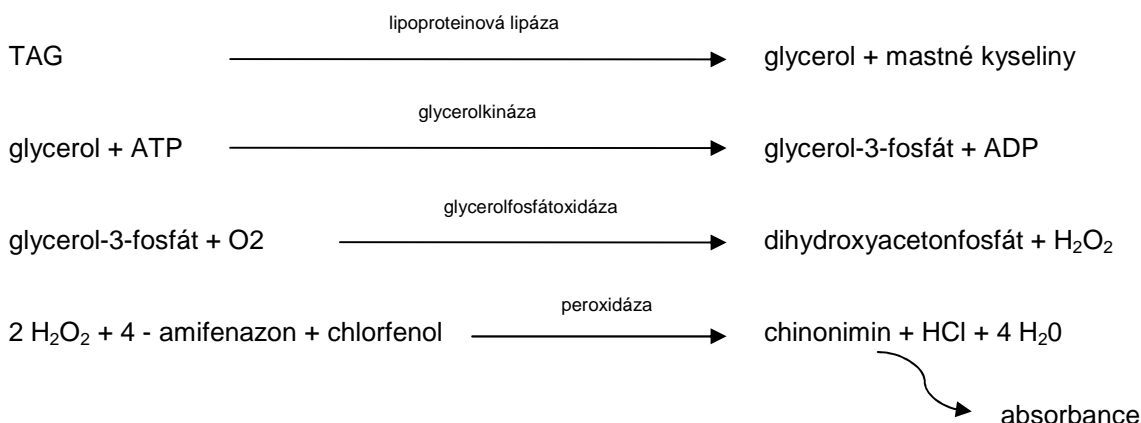 lipoproteinová lipáza
TAG glycerol + mastné kyseliny
glycerolkináza
glycerol + ATP glycerol-3-fosfát + ADP
glycerolfosfátoxidáza
glycerol-3-fosfát + O2 dihydroxyacetonfosfát + H₂O₂
peroxidáza
2 H₂O₂ + 4 - amifenazon + chlorfenol chinonimin + HCl + 4 H₂0
absorbance